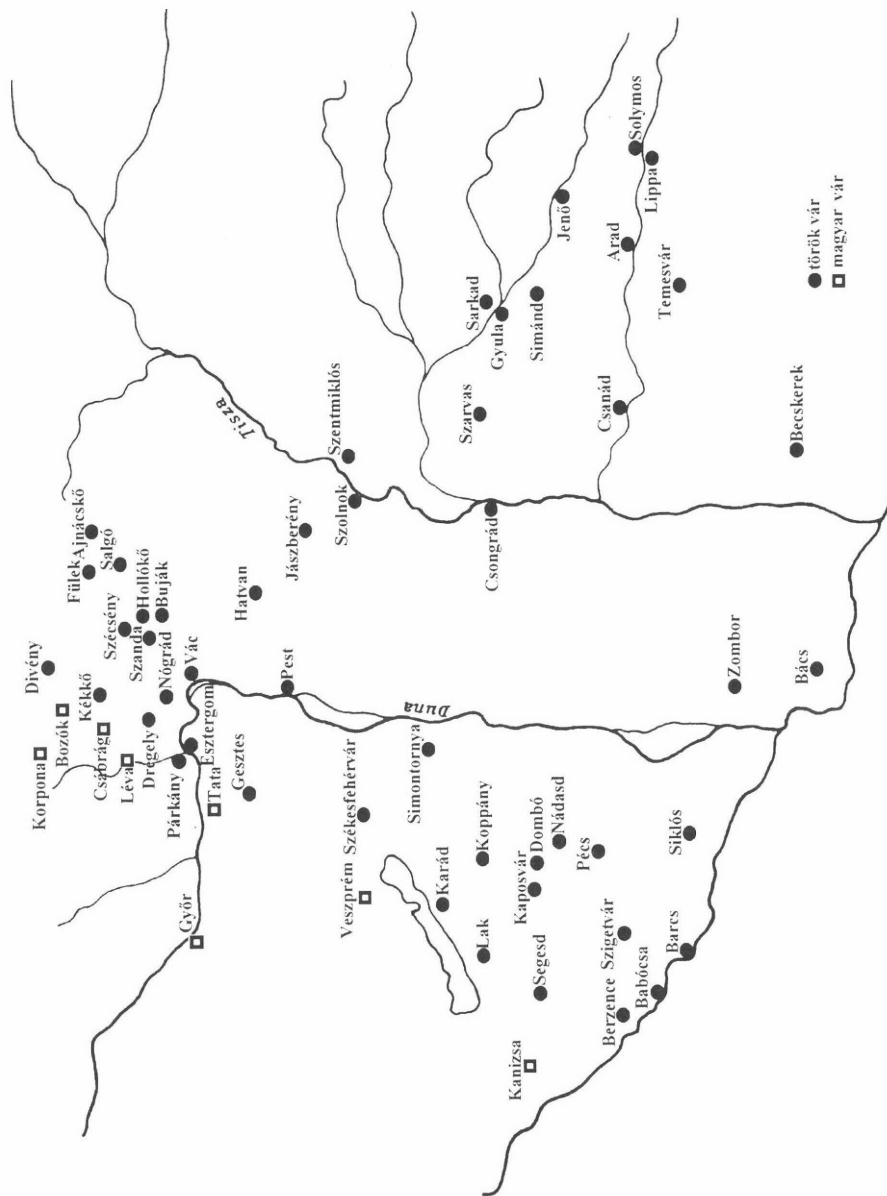 Korpona
Bozók
Divény
Csábrág
Kékkő
Fülek
Ajnácskő
Salgó
Léva
Szécsény
Hollókő
Szanda
Buják
Drégely
Nógrád
Párkány
Esztergom
Vác
Győr
Tata
Gesztes
Hatvan
Pest
Jászberény
Tisza
Szentmiklós
Szolnok
Veszprém
Székesfehérvár
Simontornya
Duna
Karád
Koppány
Lak
Csongrád
Szarvas
Sarkad
Gyula
Simánd
Jenő
Kanizsa
Segesd
Kaposvár
Dombó
Nádasd
Pécs
Berzence
Szigetvár
Babócsa
Barcs
Siklós
Csanád
Arad
Solymos
Lippa
Temesvár
Zombor
Bács
Becskerek
török vár
magyar vár